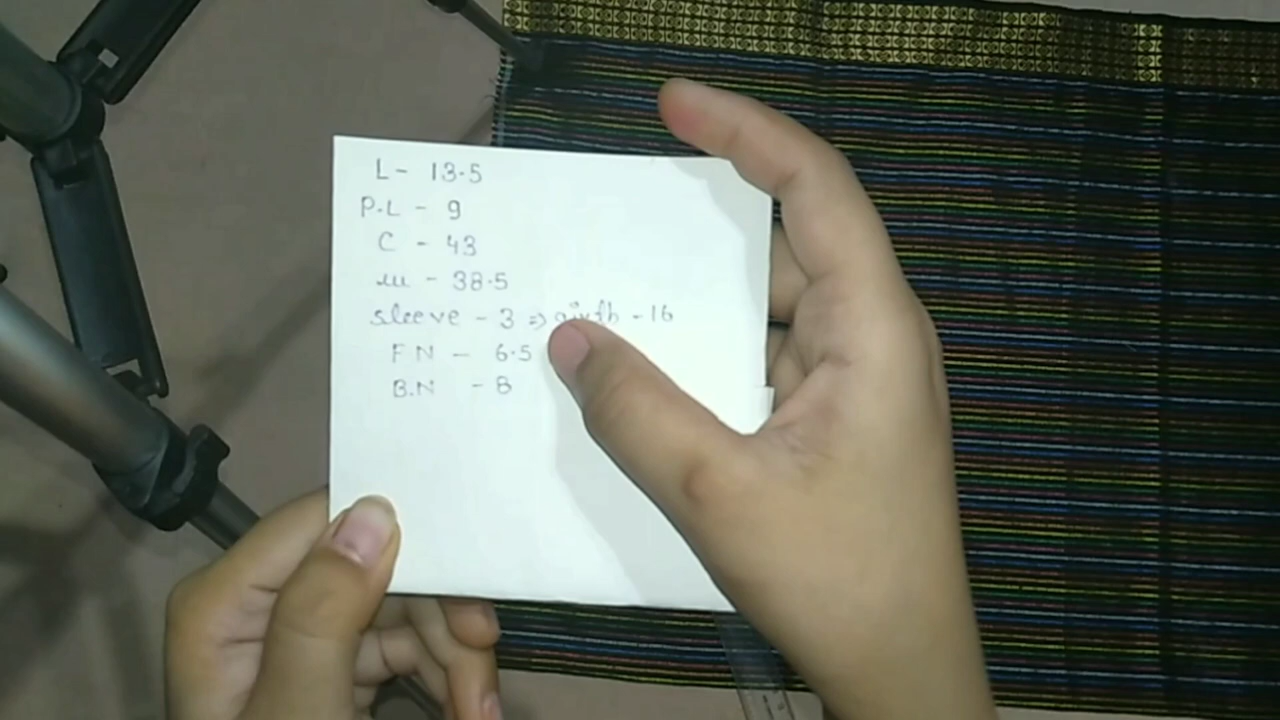 L - 13.5
P.L - 9
C - 43
w - 38.5
sleeve - 3 => girth - 16
F N - 6.5
B.N - 8